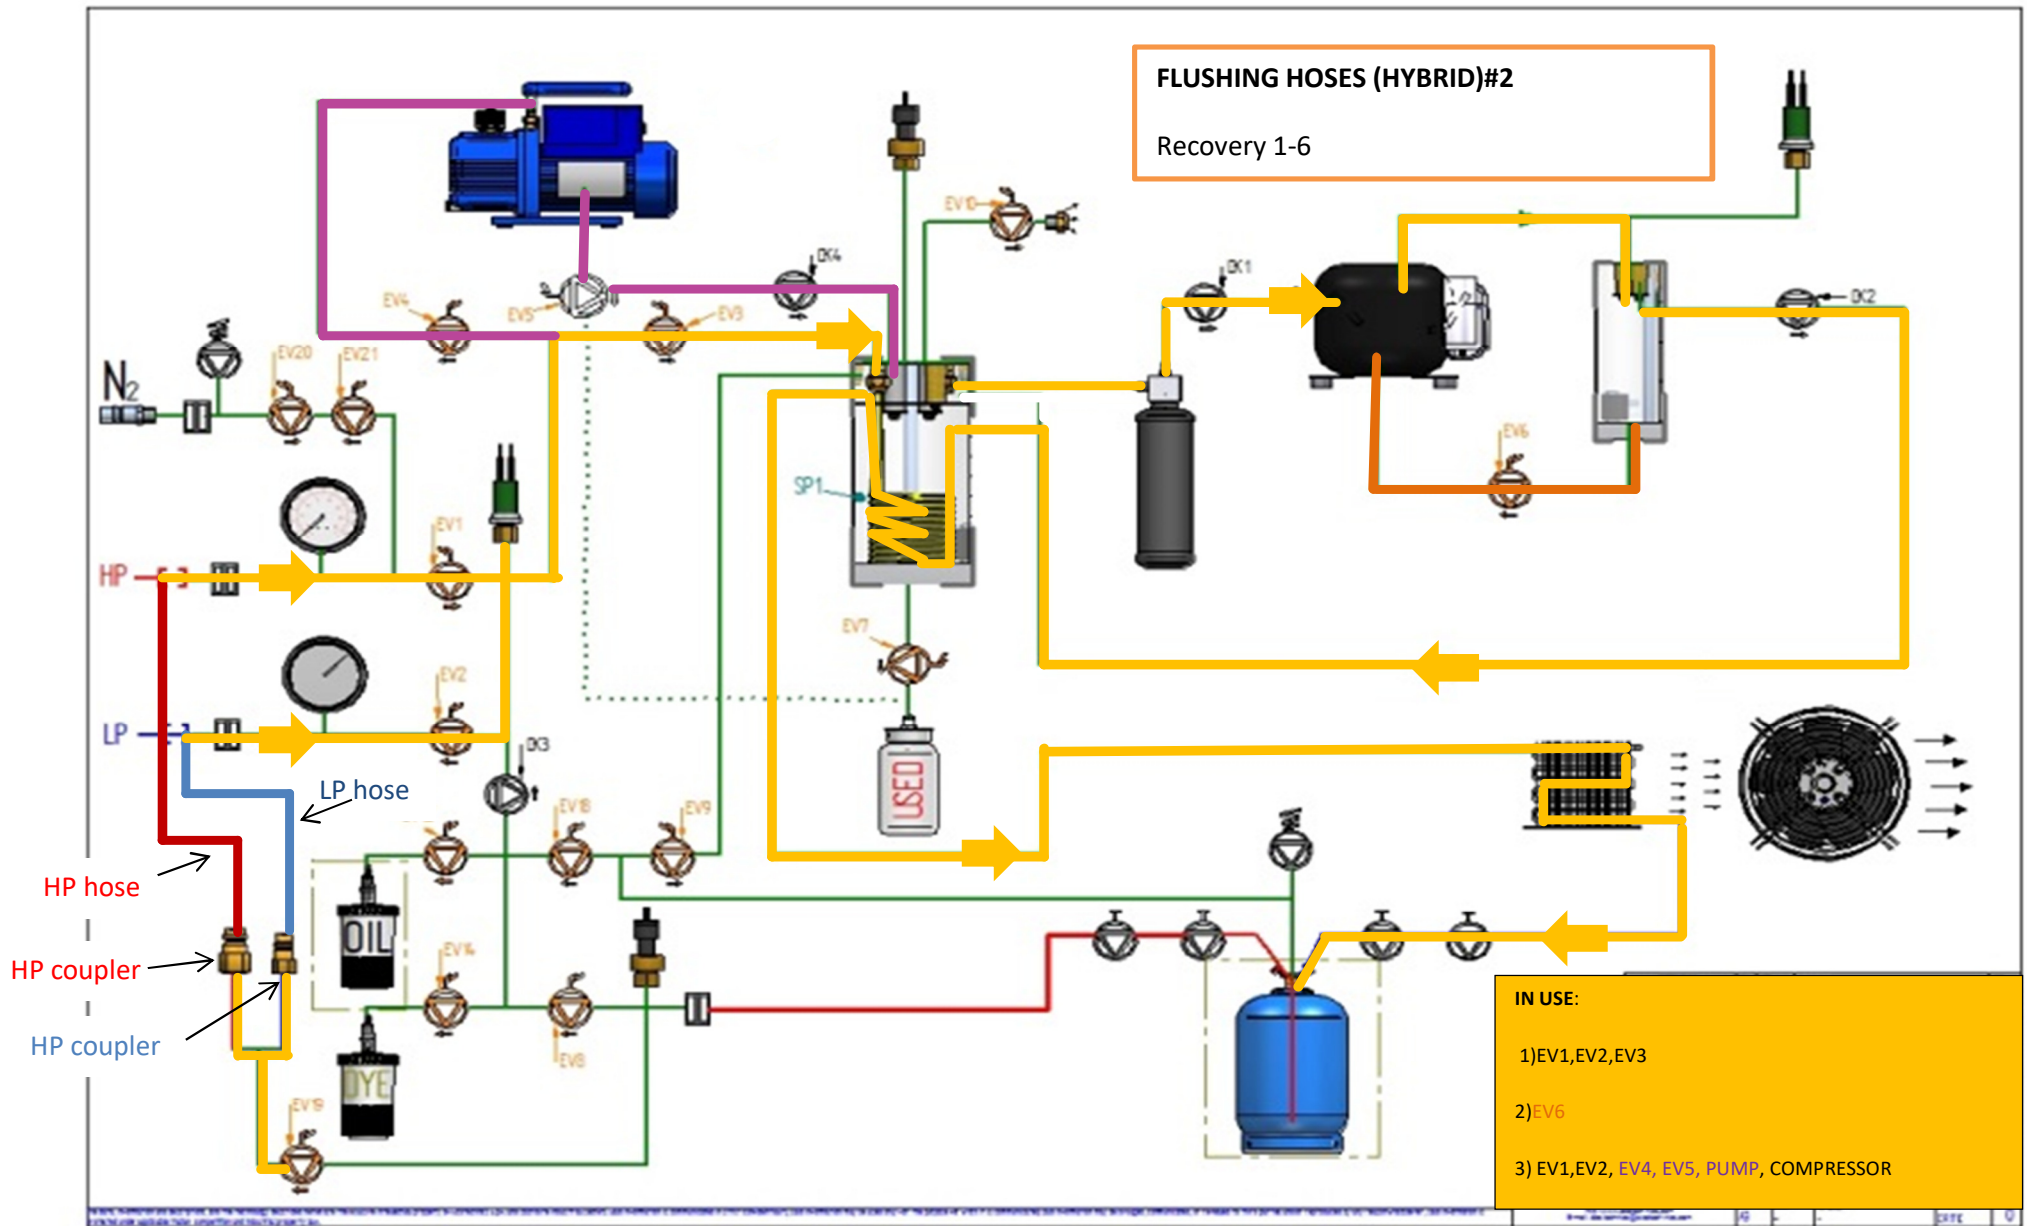 FLUSHING HOSES (HYBRID)#2
Recovery 1-6
EV10
CK4
CK1
EV4
EV5
EV3
CK2
EV20
EV21
N2
EV6
SP1
EV1
HP
EV7
EV2
LP
CK3
LP hose
USED
EV18
EV9
HP hose
OIL
HP coupler
EV14
HP coupler
EV8
DYE
EV19
IN USE:
1)EV1,EV2,EV3
2)EV6
3) EV1,EV2, EV4, EV5, PUMP, COMPRESSOR
DATE